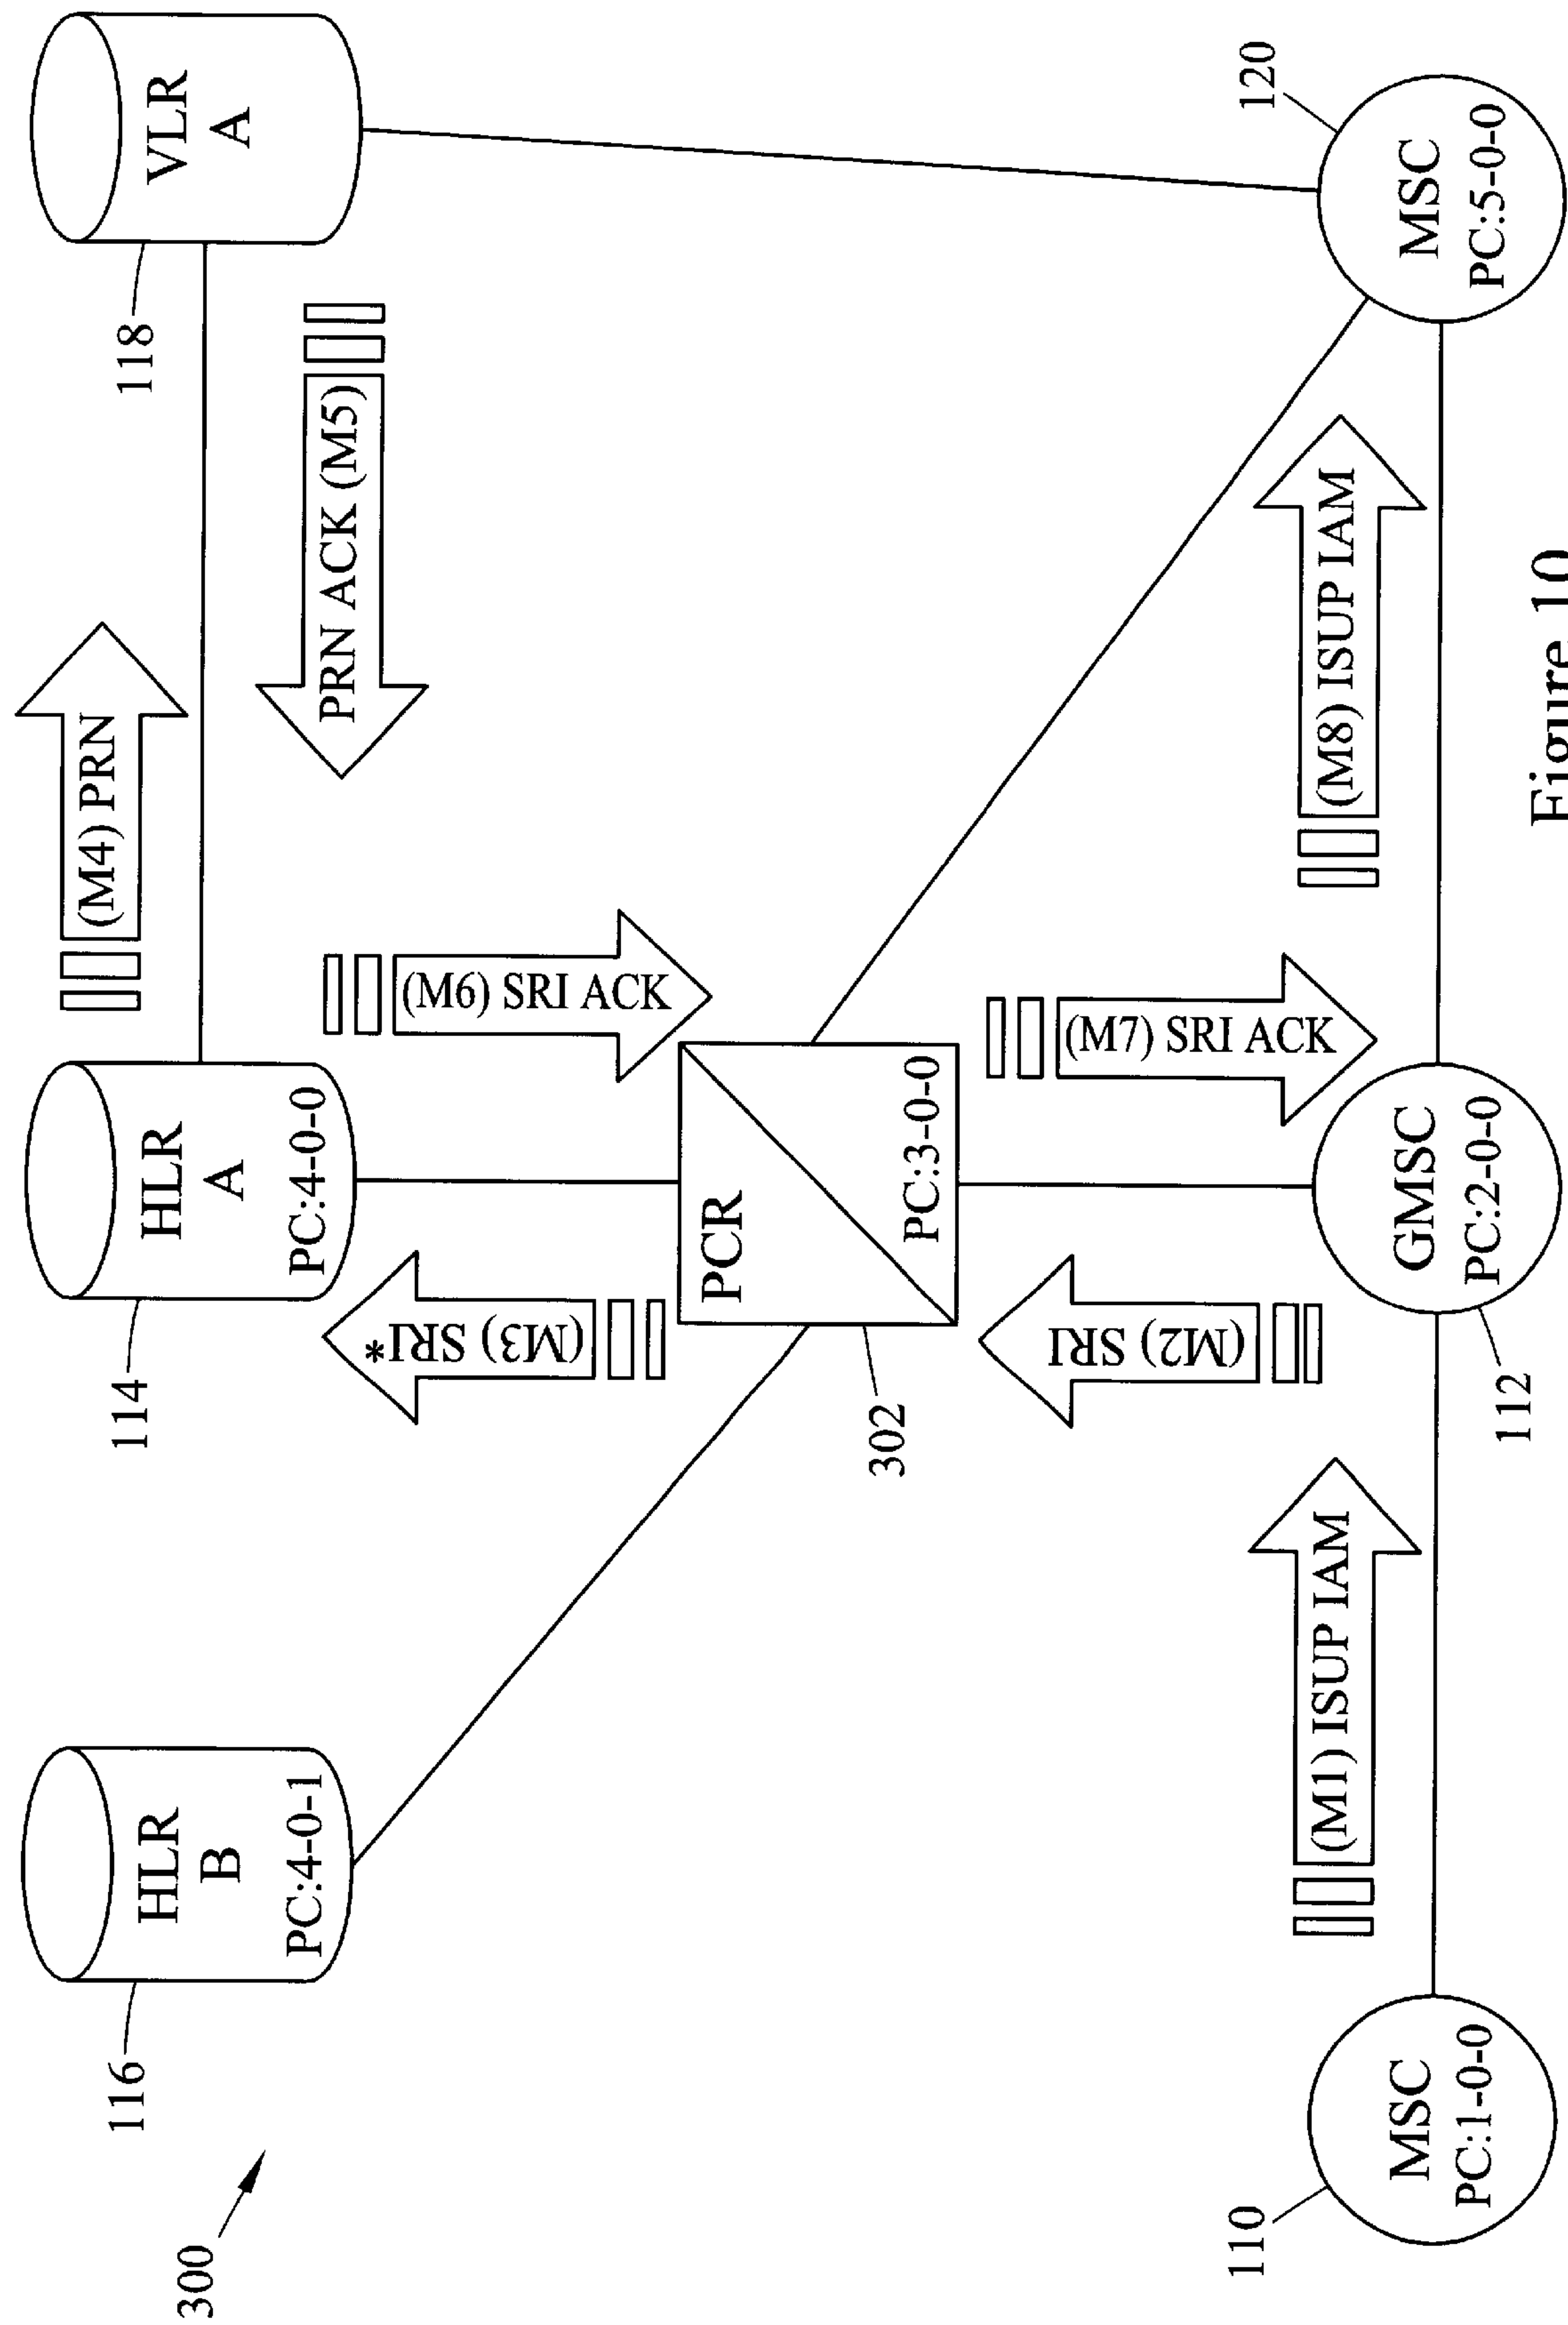 300
116
HLR
B
PC:4-0-1
114
HLR
A
PC:4-0-0
(M4) PRN
118
VLR
A
PRN ACK (M5)
(M3) SRI*
(M6) SRI ACK
PCR
PC:3-0-0
302
(M2) SRI
(M7) SRI ACK
110
MSC
PC:1-0-0
(M1) ISUP IAM
112
GMSC
PC:2-0-0
(M8) ISUP IAM
120
MSC
PC:5-0-0
Figure 10